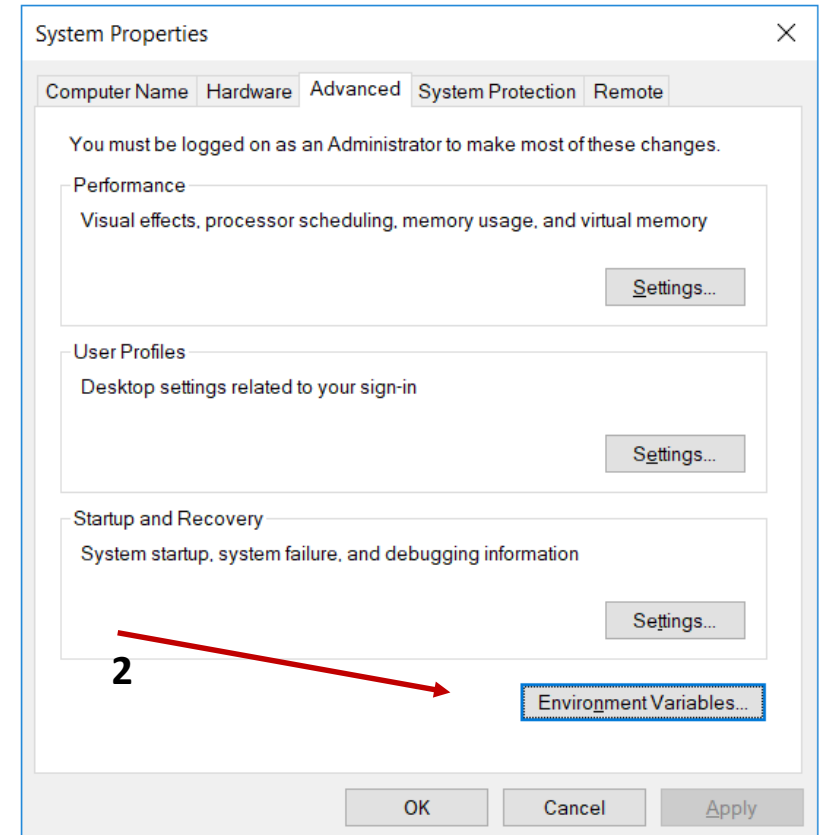 System Properties
Computer Name Hardware Advanced System Protection Remote
You must be logged on as an Administrator to make most of these changes.
Performance
Visual effects, processor scheduling, memory usage, and virtual memory
Settings...
User Profiles
Desktop settings related to your sign-in
Settings...
Startup and Recovery
System startup, system failure, and debugging information
Settings...
2
Environment Variables...
OK Cancel Apply